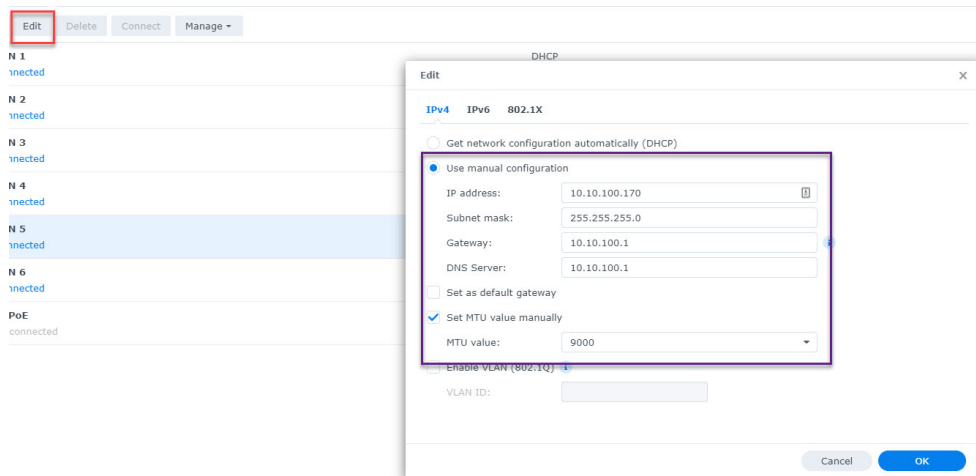 Edit Delete Connect Manage
N 1 DHCP
nnected
N 2
nnected
N 3
nnected
N 4
nnected
N 5
nnected
N 6
nnected
PoE
connected
Edit X
IPv4 IPv6 802.1X
Get network configuration automatically (DHCP)
Use manual configuration
IP address: 10.10.100.170
Subnet mask: 255.255.255.0
Gateway: 10.10.100.1
DNS Server: 10.10.100.1
Set as default gateway
Set MTU value manually
MTU value: 9000
Enable VLAN (802.1Q)
VLAN ID:
Cancel OK